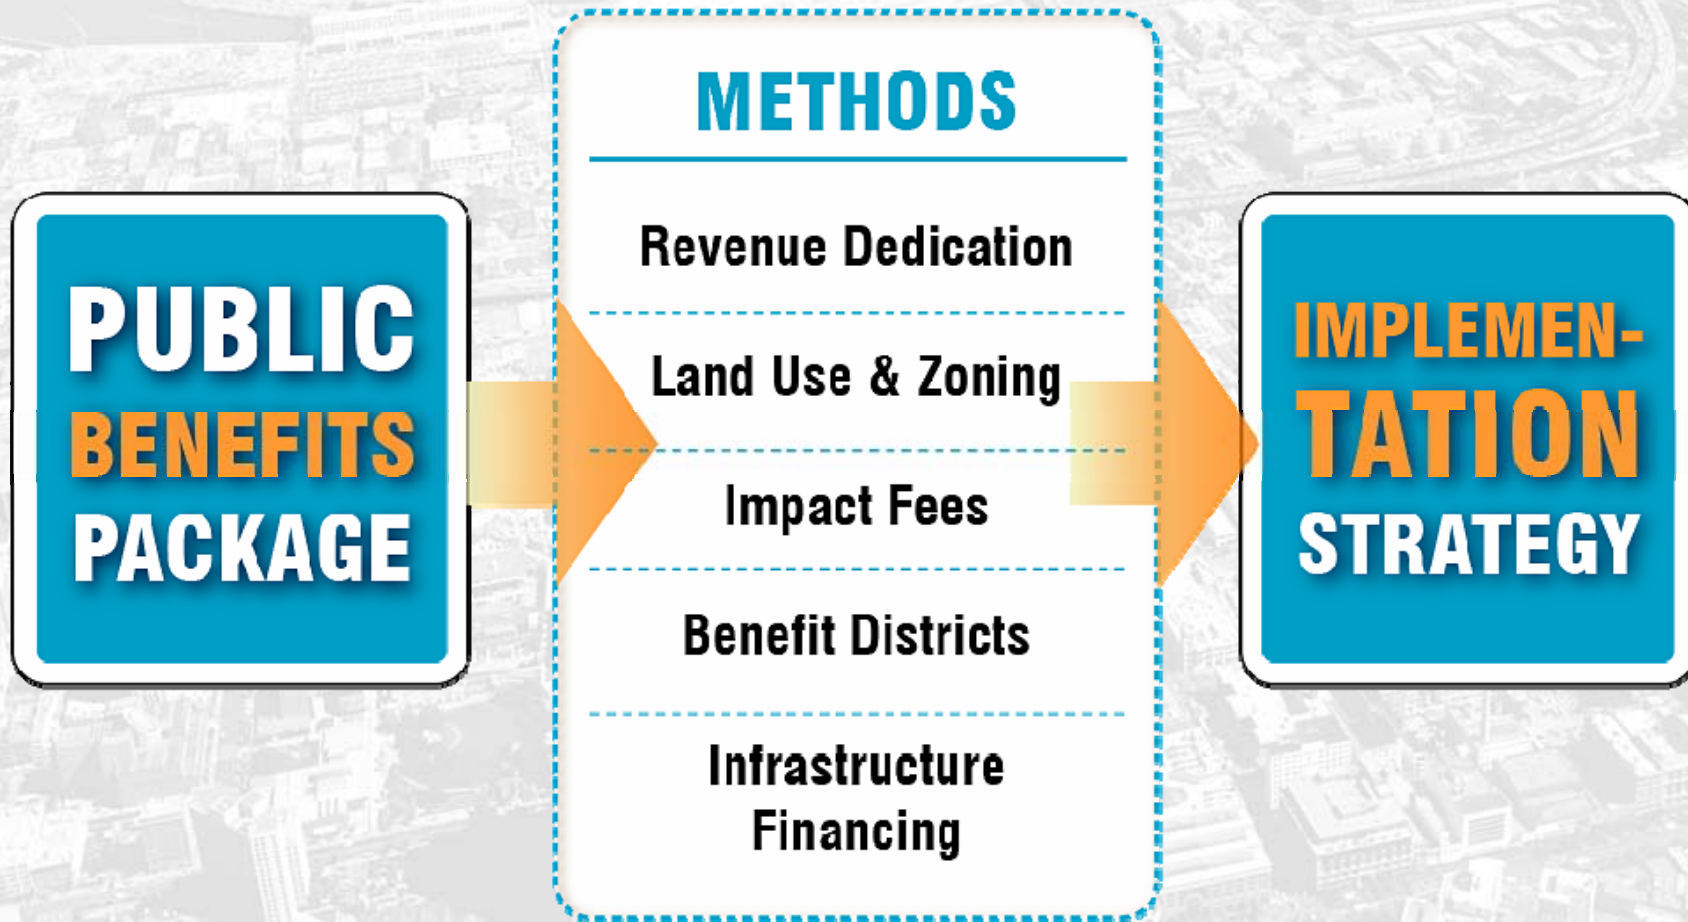 PUBLIC
BENEFITS
PACKAGE
METHODS
Revenue Dedication
Land Use & Zoning
Impact Fees
Benefit Districts
Infrastructure
Financing
IMPLEMEN-
TATION
STRATEGY